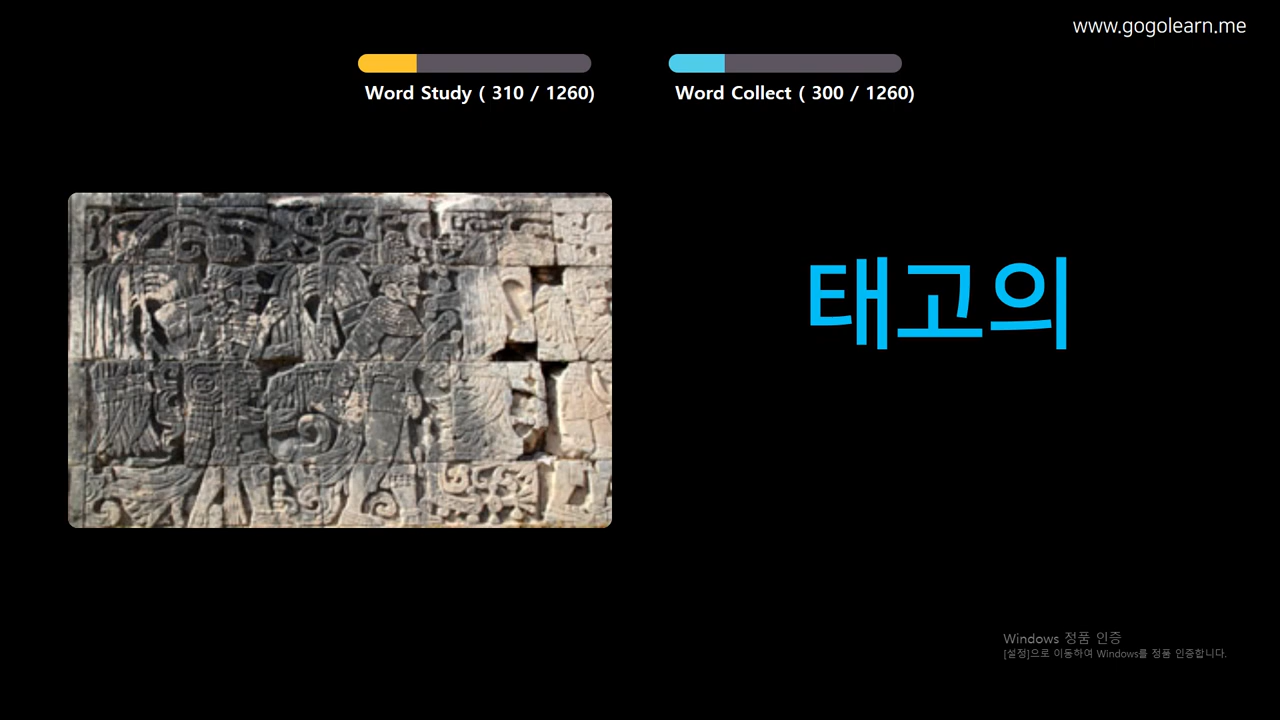 www.gogolearn.me
Word Study ( 310 / 1260)
Word Collect ( 300 / 1260)
태고의
Windows 정품 인증
[설정]으로 이동하여 Windows를 정품 인증합니다.